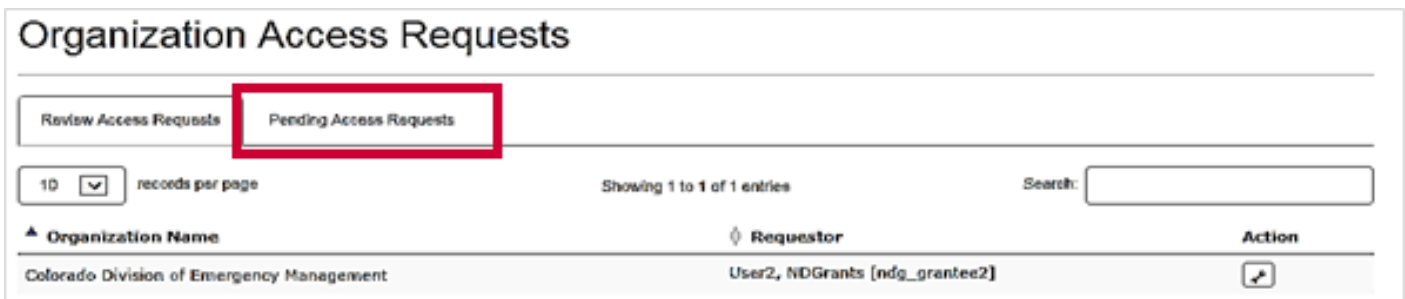 Organization Access Requests
Review Access Requests Pending Access Requests
10 records per page Showing 1 to 1 of 1 entries Search:
Organization Name Requestor Action
Colorado Division of Emergency Management User2, NDGrants [ndg_grantee2]